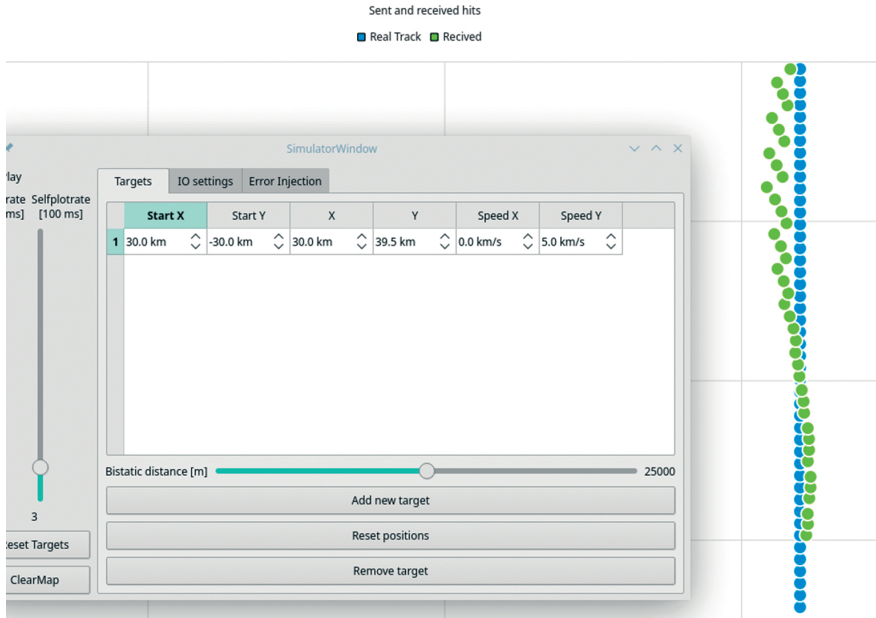 Sent and received hits
Real Track Recived
SimulatorWindow
lay
rate Selfplotrate
ms] [100 ms]
Targets IO settings Error Injection
Start X Start Y X Y Speed X Speed Y
1 30.0 km -30.0 km 30.0 km 39.5 km 0.0 km/s 5.0 km/s
Bistatic distance [m] 25000
Add new target
3
Reset positions
eset Targets
Remove target
ClearMap